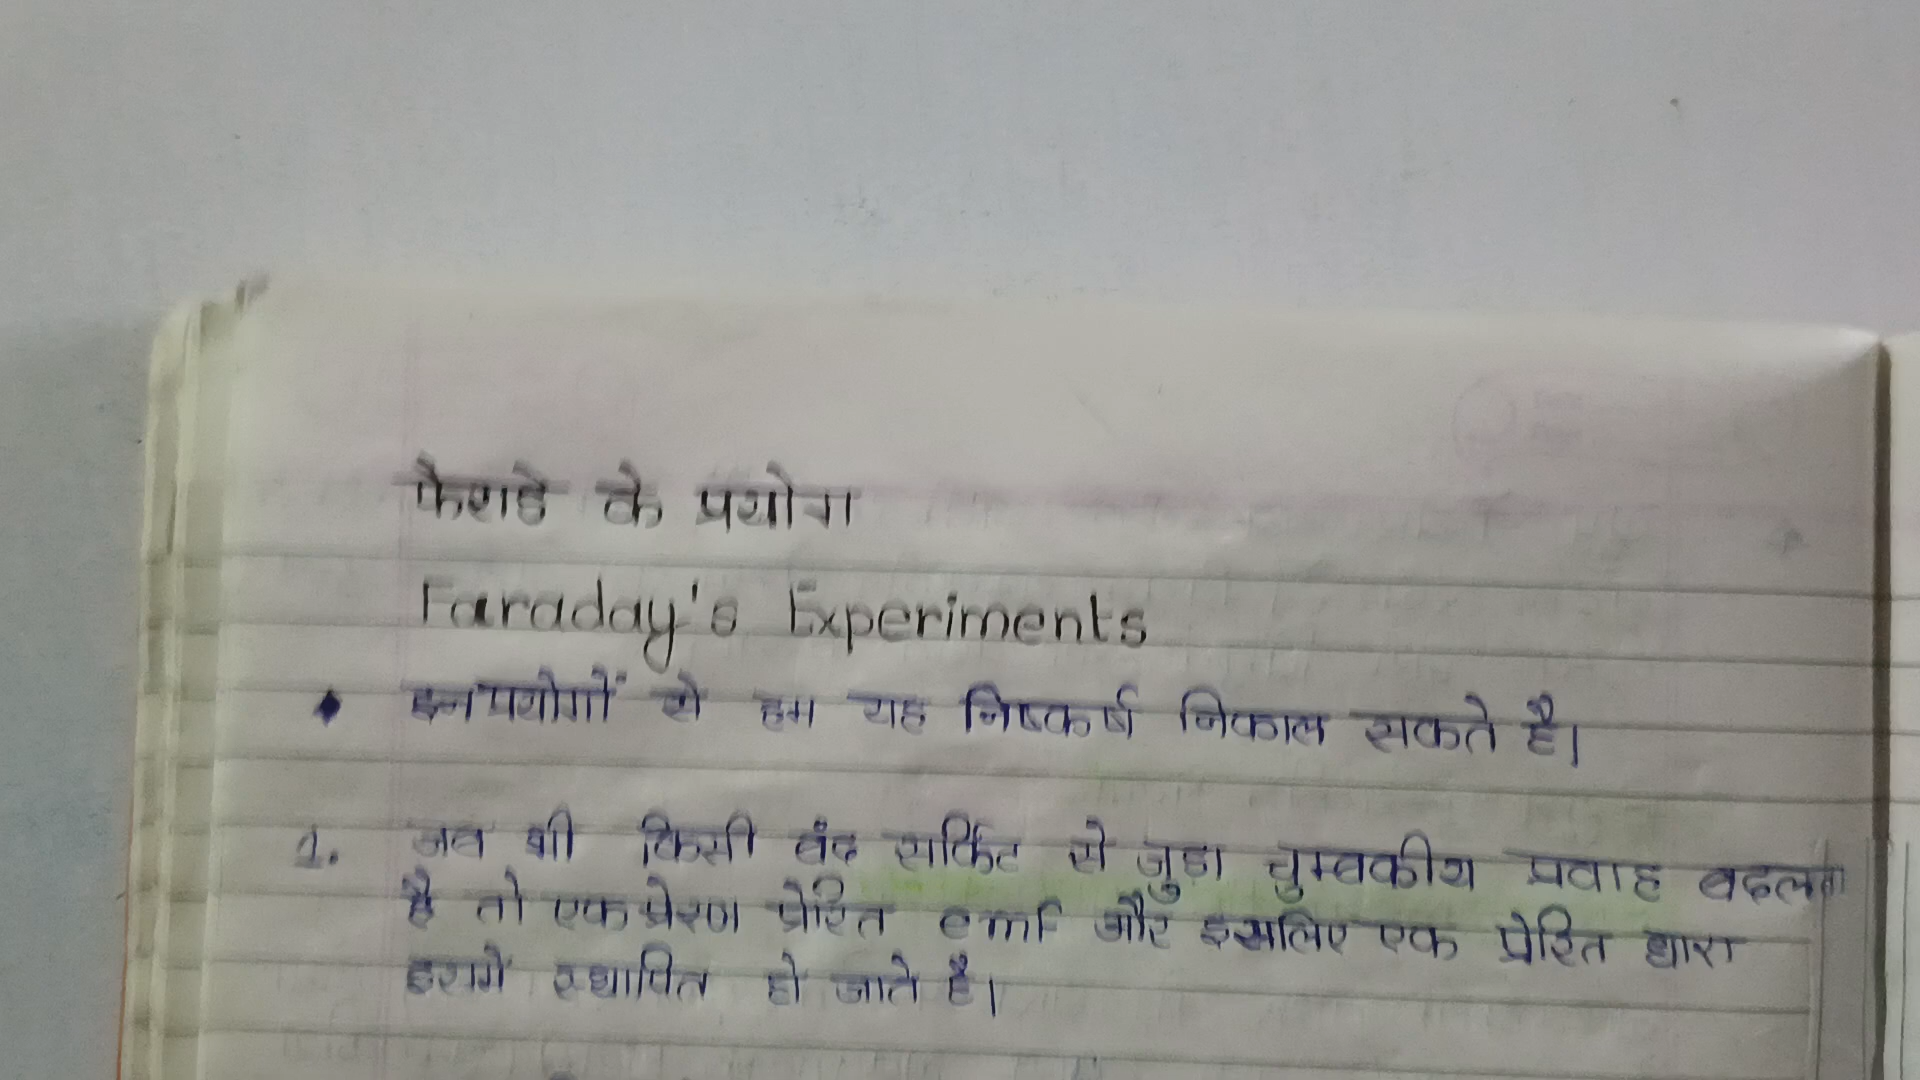 फैराडे के प्रयोग
Faraday's Experiments
इन प्रयोगों से हम यह निष्कर्ष निकाल सकते है।
1. जब भी किसी बंद सर्किट से जुड़ा चुम्बकीय प्रवाह बदलता
है तो एक प्रेरण प्रेरित emf और इसलिए एक प्रेरित धारा
इसमें स्थापित हो जाते है।